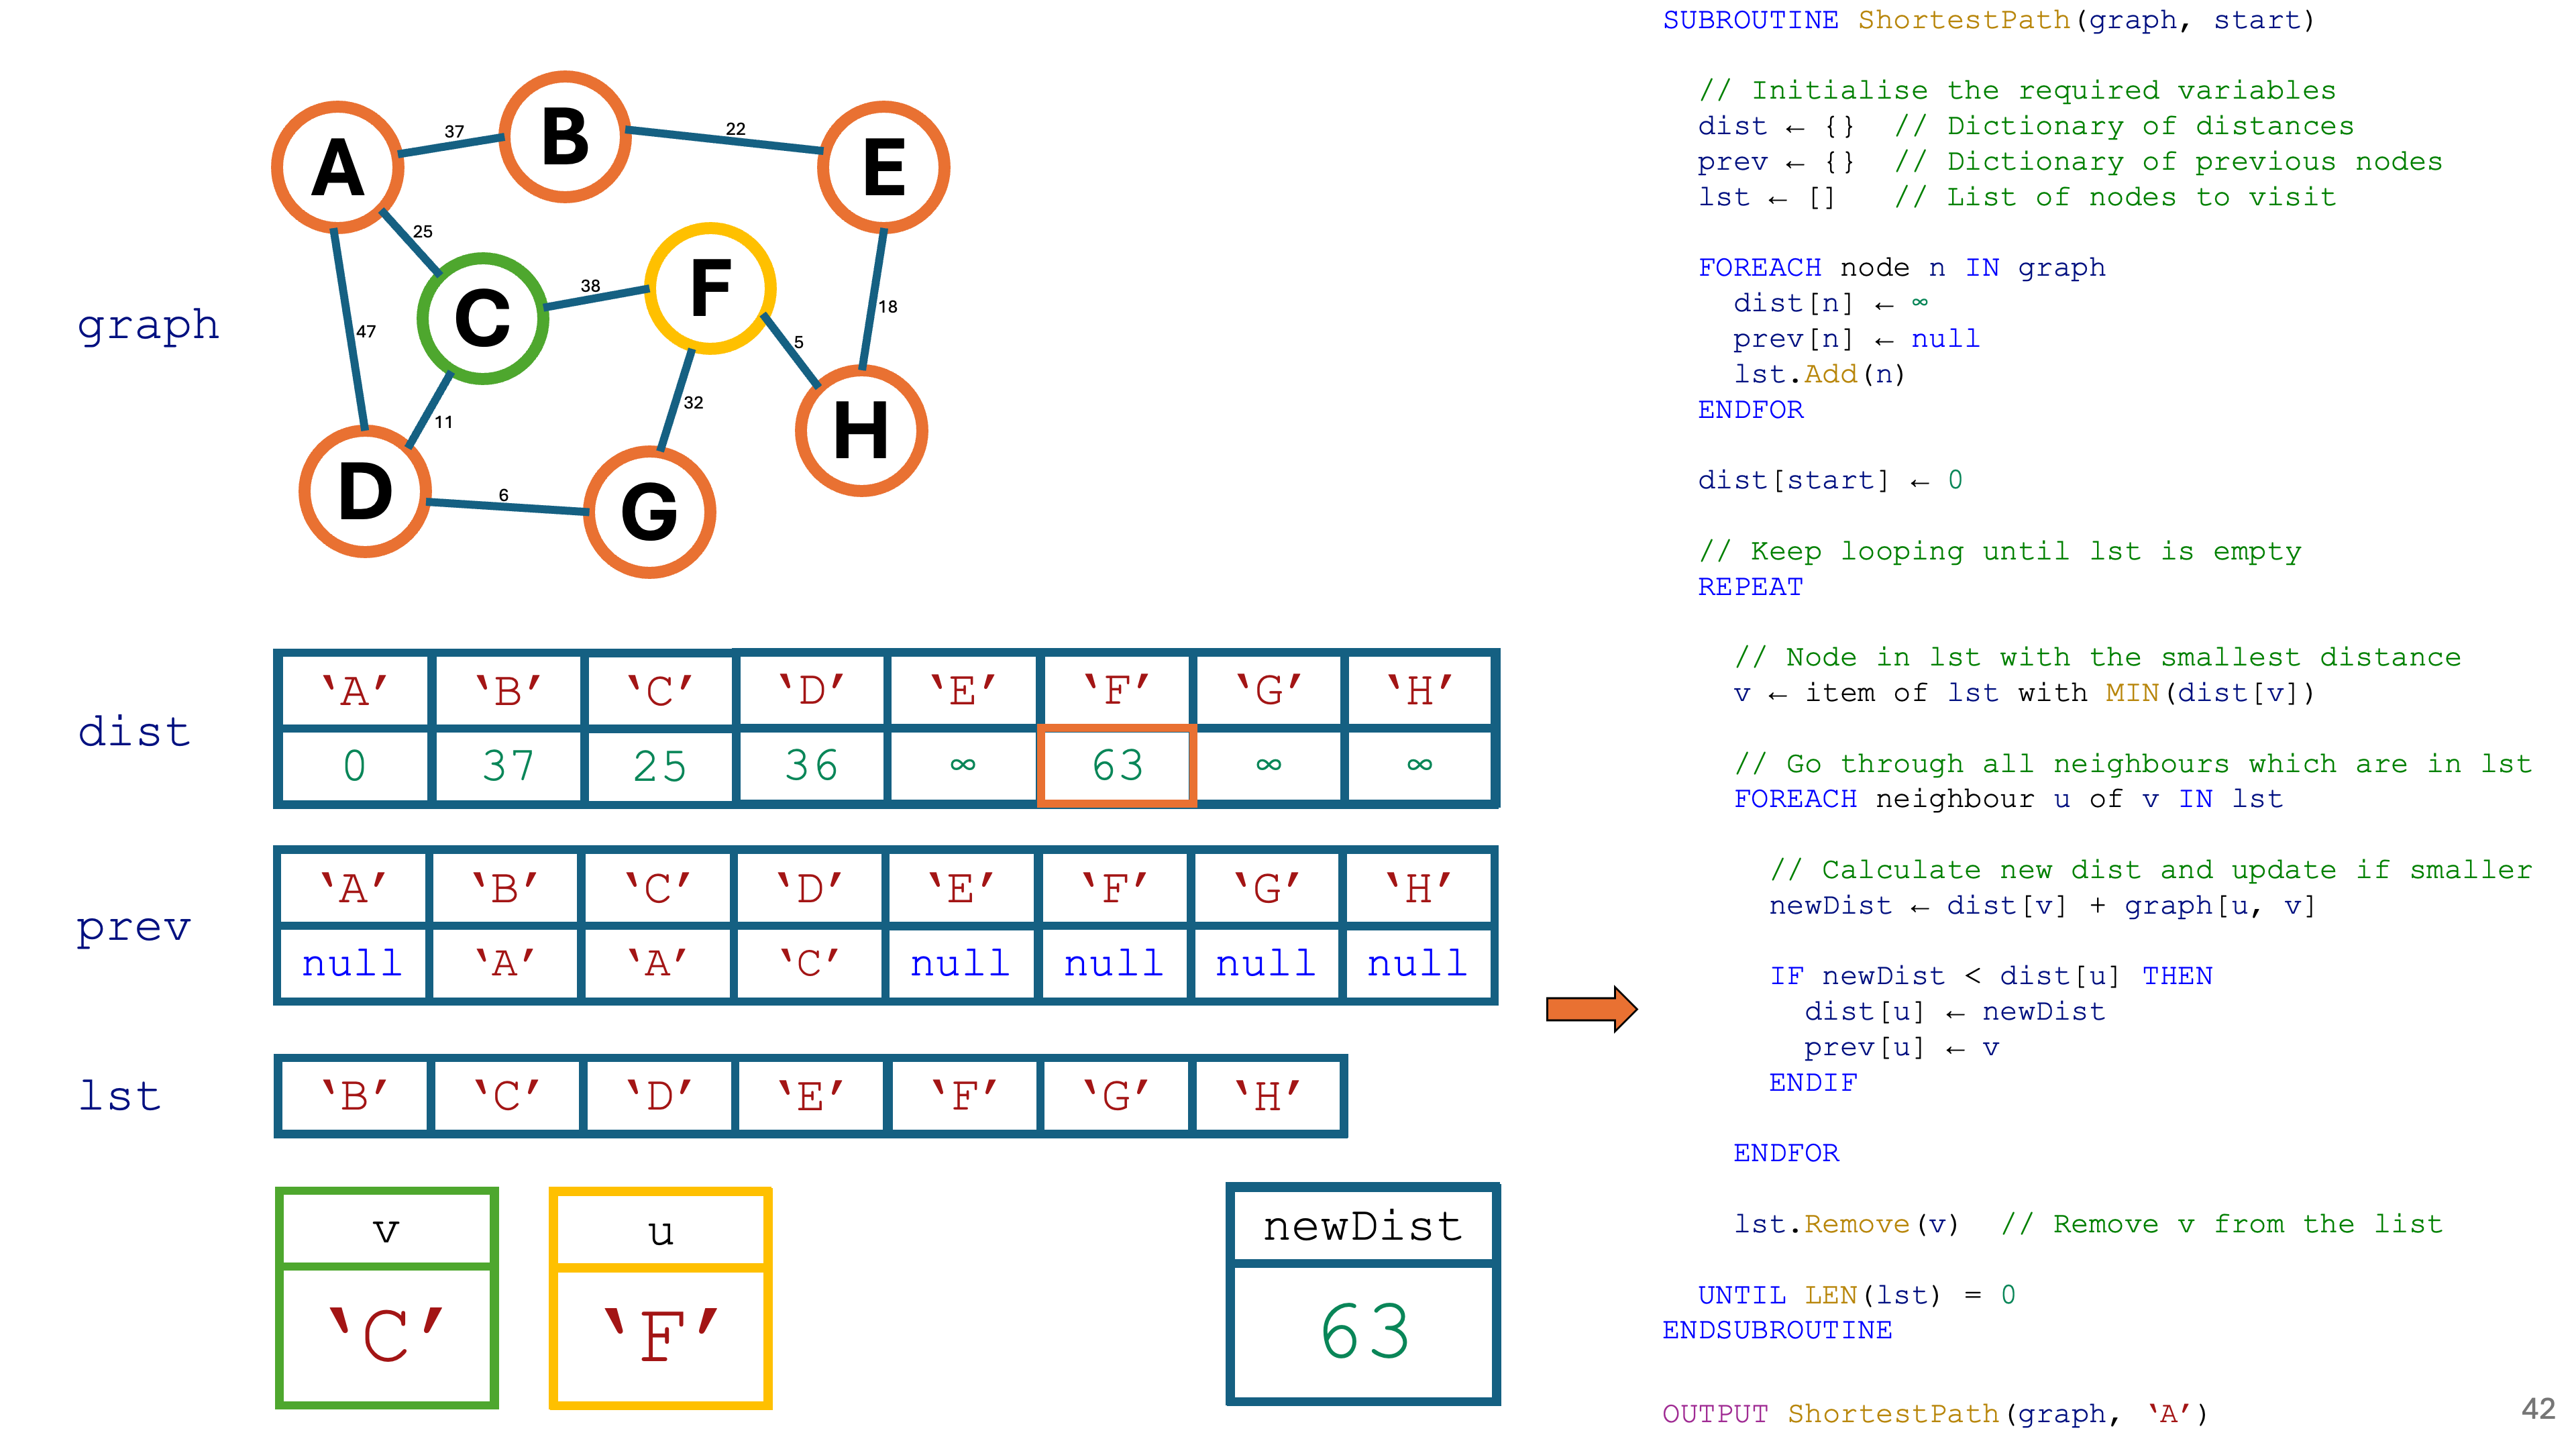 graph
A
B
E
C
F
D
G
H
37
22
25
38
18
47
5
32
11
6
dist
‘A’ ‘B’ ‘C’ ‘D’ ‘E’ ‘F’ ‘G’ ‘H’
0 37 25 36 ∞ 63 ∞ ∞
prev
‘A’ ‘B’ ‘C’ ‘D’ ‘E’ ‘F’ ‘G’ ‘H’
null ‘A’ ‘A’ ‘C’ null null null null
lst
‘B’ ‘C’ ‘D’ ‘E’ ‘F’ ‘G’ ‘H’
v
‘C’
u
‘F’
newDist
63
SUBROUTINE ShortestPath(graph, start)
// Initialise the required variables
dist ← {} // Dictionary of distances
prev ← {} // Dictionary of previous nodes
lst ← [] // List of nodes to visit
FOREACH node n IN graph
dist[n] ← ∞
prev[n] ← null
lst.Add(n)
ENDFOR
dist[start] ← 0
// Keep looping until lst is empty
REPEAT
// Node in lst with the smallest distance
v ← item of lst with MIN(dist[v])
// Go through all neighbours which are in lst
FOREACH neighbour u of v IN lst
// Calculate new dist and update if smaller
newDist ← dist[v] + graph[u, v]
IF newDist < dist[u] THEN
dist[u] ← newDist
prev[u] ← v
ENDIF
ENDFOR
lst.Remove(v) // Remove v from the list
UNTIL LEN(lst) = 0
ENDSUBROUTINE
OUTPUT ShortestPath(graph, ‘A’)
42